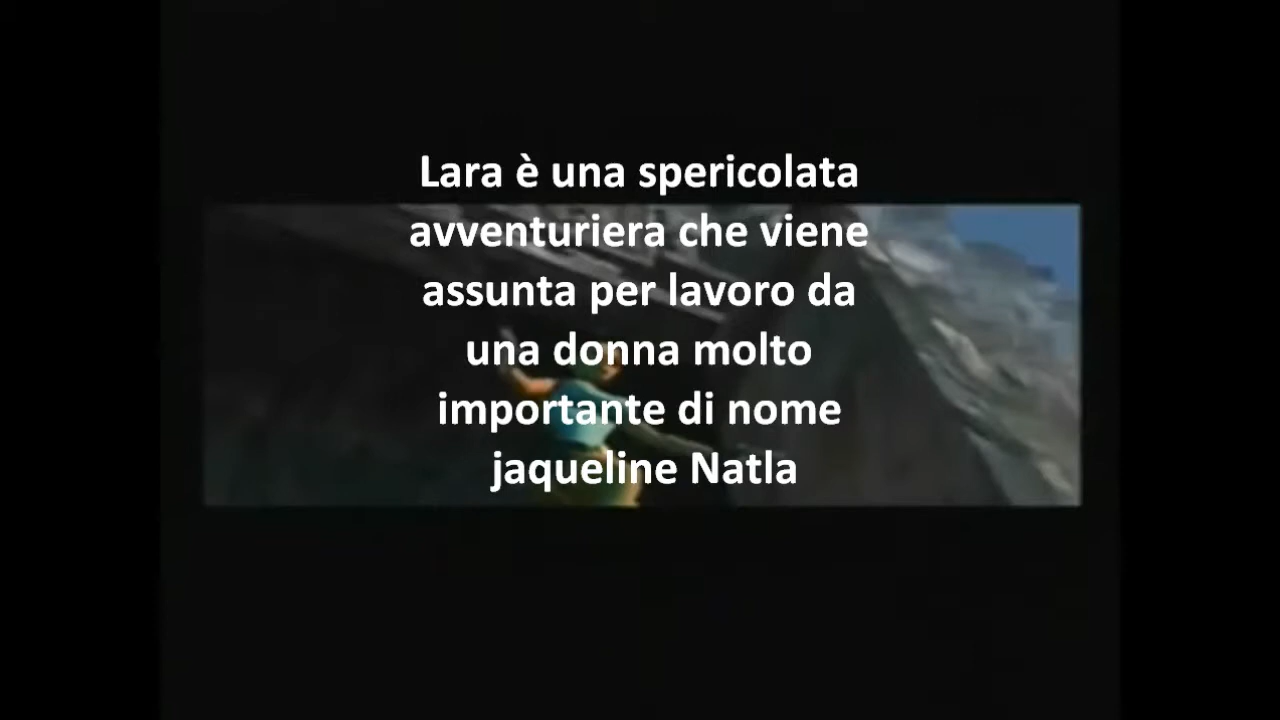 Lara è una spericolata
avventuriera che viene
assunta per lavoro da
una donna molto
importante di nome
jaqueline Natla